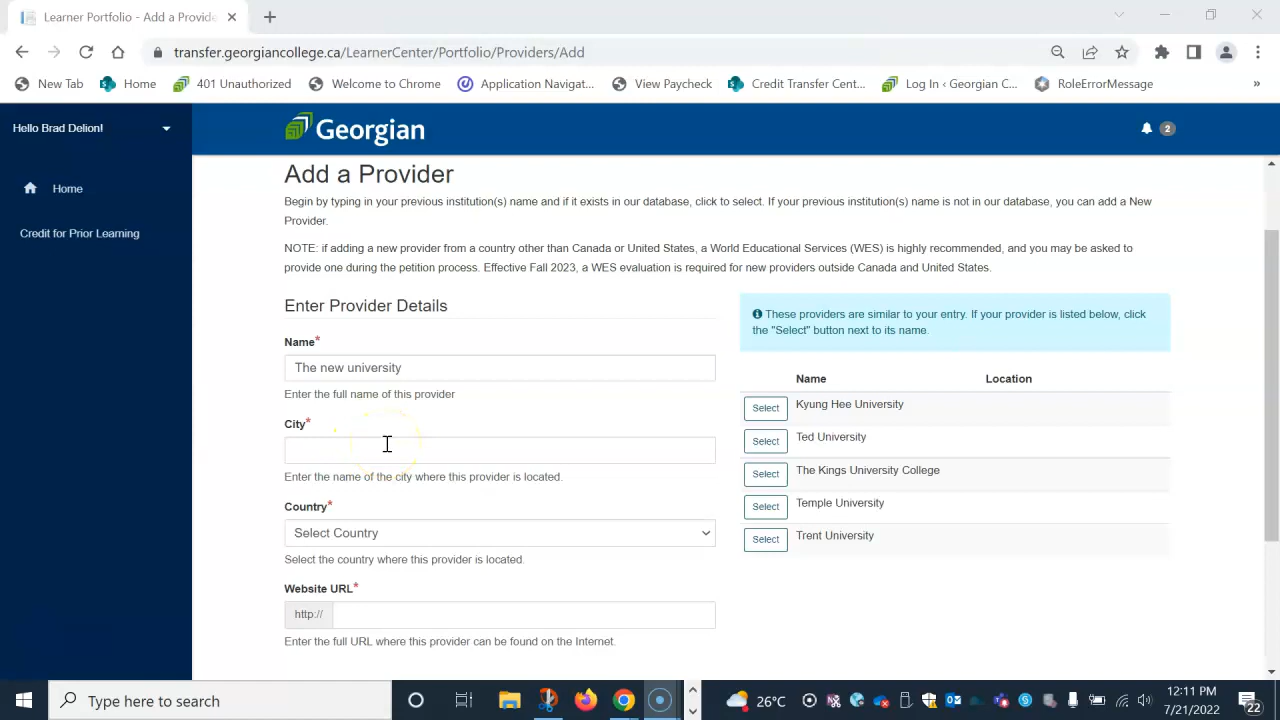 Learner Portfolio - Add a Provide
transfer.georgiancollege.ca/LearnerCenter/Portfolio/Providers/Add
New Tab
Home
401 Unauthorized
Welcome to Chrome
Application Navigat...
View Paycheck
Credit Transfer Cent...
Log In ‹ Georgian C...
RoleErrorMessage
»
Hello Brad Delion!
Georgian
2
Home
Credit for Prior Learning
Add a Provider
Begin by typing in your previous institution(s) name and if it exists in our database, click to select. If your previous institution(s) name is not in our database, you can add a New
Provider.
NOTE: if adding a new provider from a country other than Canada or United States, a World Educational Services (WES) is highly recommended, and you may be asked to
provide one during the petition process. Effective Fall 2023, a WES evaluation is required for new providers outside Canada and United States.
Enter Provider Details
Name*
The new university
Enter the full name of this provider
City*
Enter the name of the city where this provider is located.
Country*
Select Country
Select the country where this provider is located.
Website URL*
http://
Enter the full URL where this provider can be found on the Internet.
These providers are similar to your entry. If your provider is listed below, click
the "Select" button next to its name.
Name Location
Select Kyung Hee University
Select Ted University
Select The Kings University College
Select Temple University
Select Trent University
Type here to search
26°C
12:11 PM
7/21/2022
22